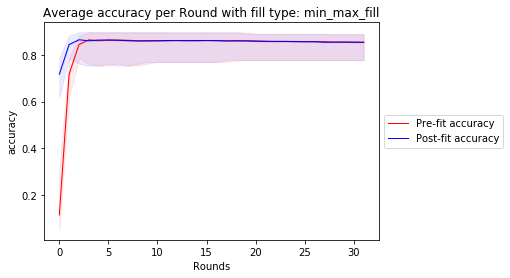 Average accuracy per Round with fill type: min_max_fill
0.8
0.6
0.4
0.2
accuracy
0
5
10
15
20
25
30
Rounds
Pre-fit accuracy
Post-fit accuracy